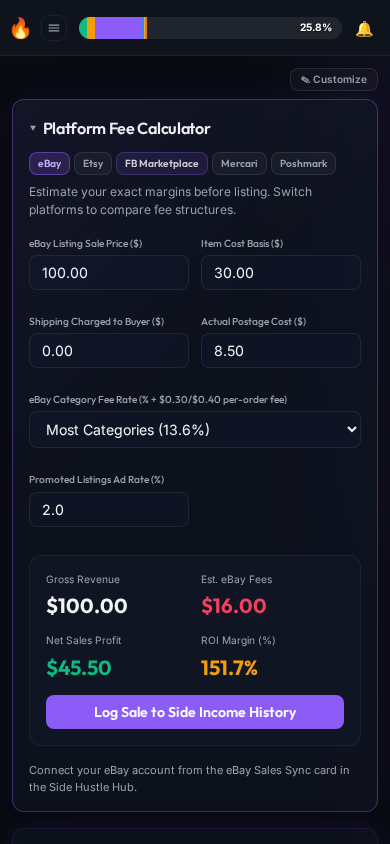 25.8%
✎ Customize
▾ Platform Fee Calculator
eBay Etsy FB Marketplace Mercari Poshmark
Estimate your exact margins before listing. Switch
platforms to compare fee structures.
eBay Listing Sale Price ($) Item Cost Basis ($)
100.00 30.00
Shipping Charged to Buyer ($) Actual Postage Cost ($)
0.00 8.50
eBay Category Fee Rate (% + $0.30/$0.40 per-order fee)
Most Categories (13.6%)
Promoted Listings Ad Rate (%)
2.0
Gross Revenue Est. eBay Fees
$100.00 $16.00
Net Sales Profit ROI Margin (%)
$45.50 151.7%
Log Sale to Side Income History
Connect your eBay account from the eBay Sales Sync card in
the Side Hustle Hub.